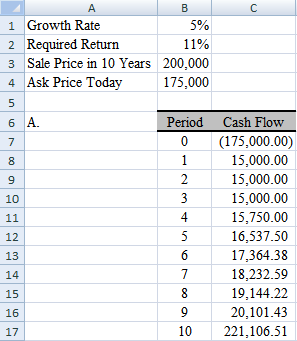 A B C
1 Growth Rate 5%
2 Required Return 11%
3 Sale Price in 10 Years 200,000
4 Ask Price Today 175,000
5
6 A. Period Cash Flow
7 0 (175,000.00)
8 1 15,000.00
9 2 15,000.00
10 3 15,000.00
11 4 15,750.00
12 5 16,537.50
13 6 17,364.38
14 7 18,232.59
15 8 19,144.22
16 9 20,101.43
17 10 221,106.51